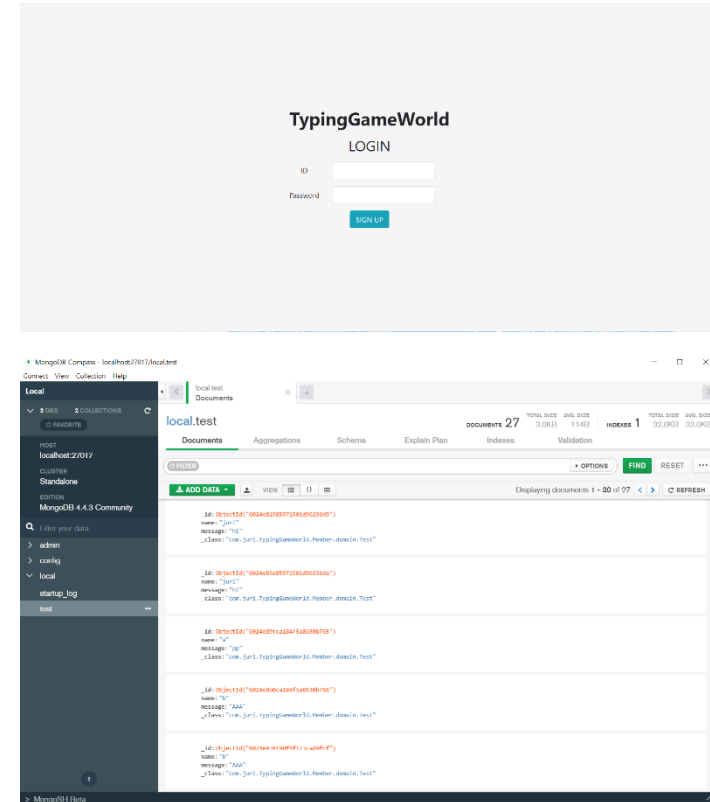 TypingGameWorld
LOGIN
ID
Password
SIGN UP
MongoDB Compass - localhost:27017/local.test
Connect View Collection Help
Local
local.test
Documents
3 DBS 2 COLLECTIONS
FAVORITE
HOST
localhost:27017
CLUSTER
Standalone
EDITION
MongoDB 4.4.3 Community
Filter your data
admin
config
local
startup_log
test
local.test
DOCUMENTS 27 TOTAL SIZE 3.0KB AVG. SIZE 114B INDEXES 1 TOTAL SIZE 32.0KB AVG. SIZE 32.0KB
Documents Aggregations Schema Explain Plan Indexes Validation
FILTER OPTIONS FIND RESET
ADD DATA VIEW Displaying documents 1 - 20 of 27 REFRESH
name: "juri"
_class: "com.juri.TypingGameWorld.Member.domain.Test"
name: "juri"
message: "hi"
_class: "com.juri.TypingGameWorld.Member.domain.Test"
name: "a"
message: "pp"
_class: "com.juri.TypingGameWorld.Member.domain.Test"
name: "b"
message: "AAA"
_class: "com.juri.TypingGameWorld.Member.domain.Test"
name: "b"
message: "AAA"
_class: "com.juri.TypingGameWorld.Member.domain.Test"
> MongoSH Beta